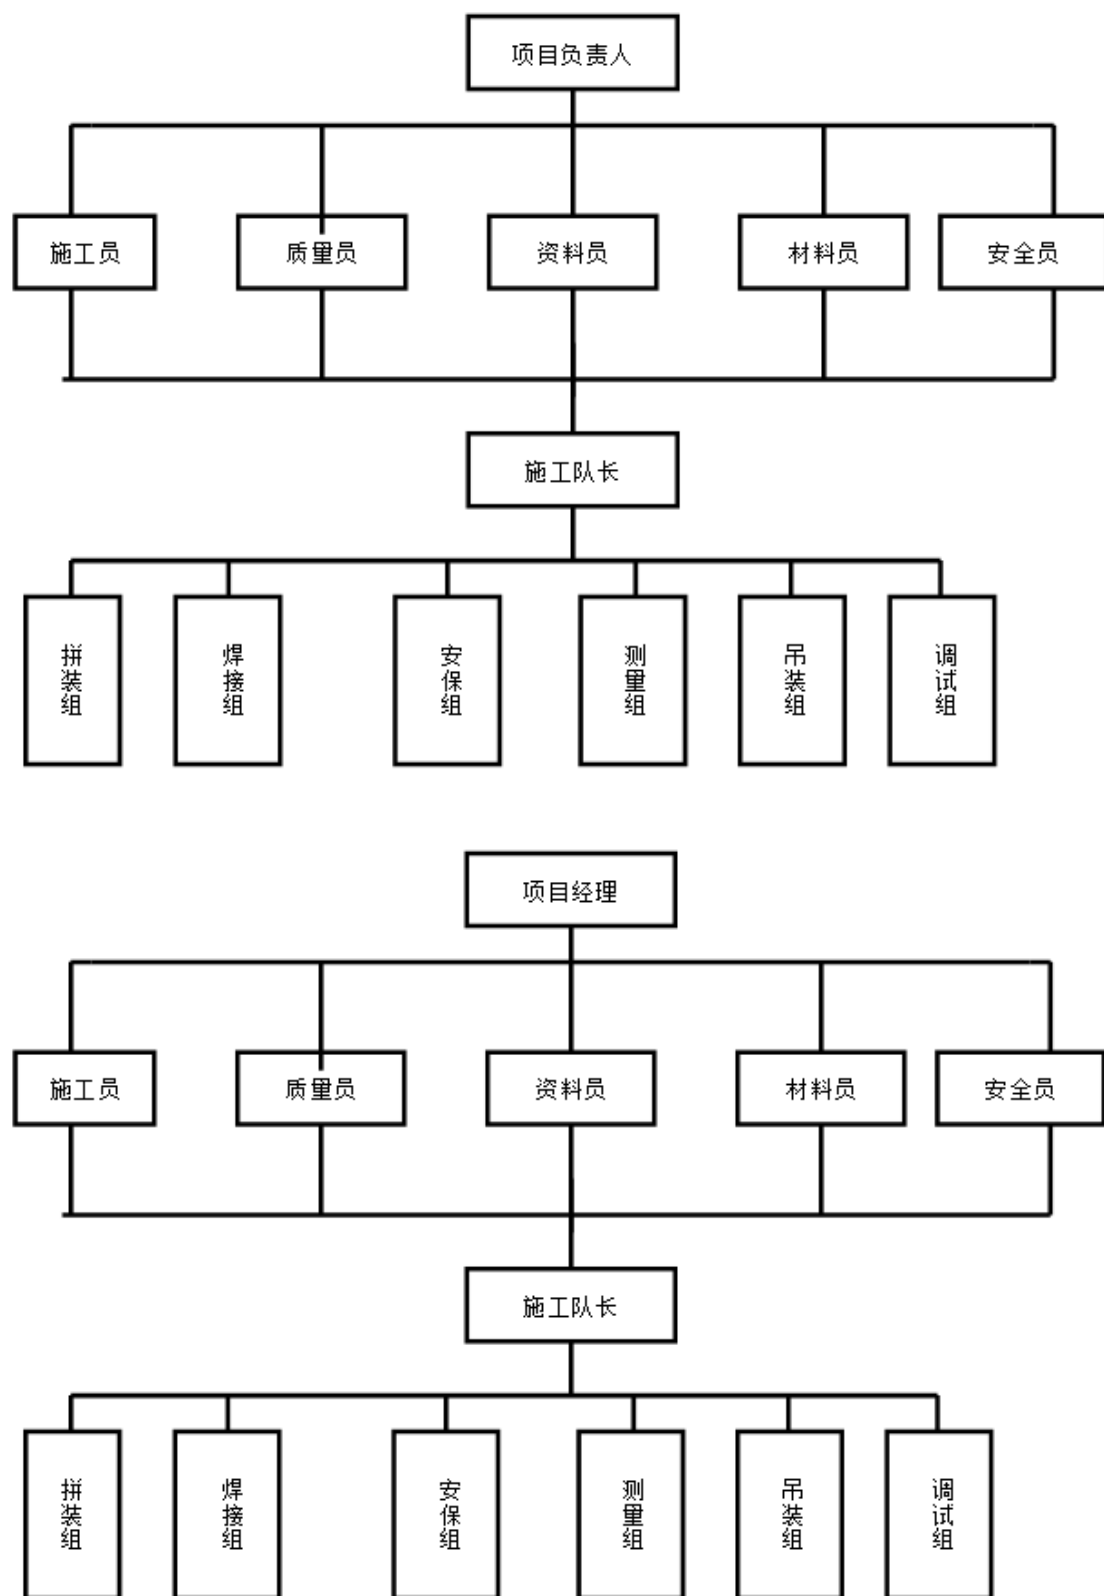 项目负责人
施工员
质量员
资料员
材料员
安全员
施工队长
拼装组
焊接组
安保组
测量组
吊装组
调试组
项目经理
施工员
质量员
资料员
材料员
安全员
施工队长
拼装组
焊接组
安保组
测量组
吊装组
调试组